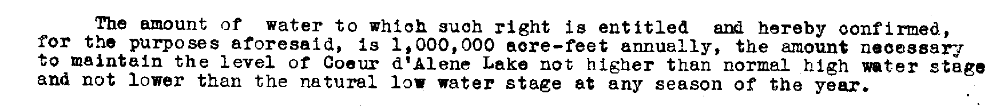 The amount of water to which such right is entitled and hereby confirmed,
for the purposes aforesaid, is 1,000,000 acre-feet annually, the amount necessary
to maintain the level of Coeur d'Alene Lake not higher than normal high water stage
and not lower than the natural low water stage at any season of the year.